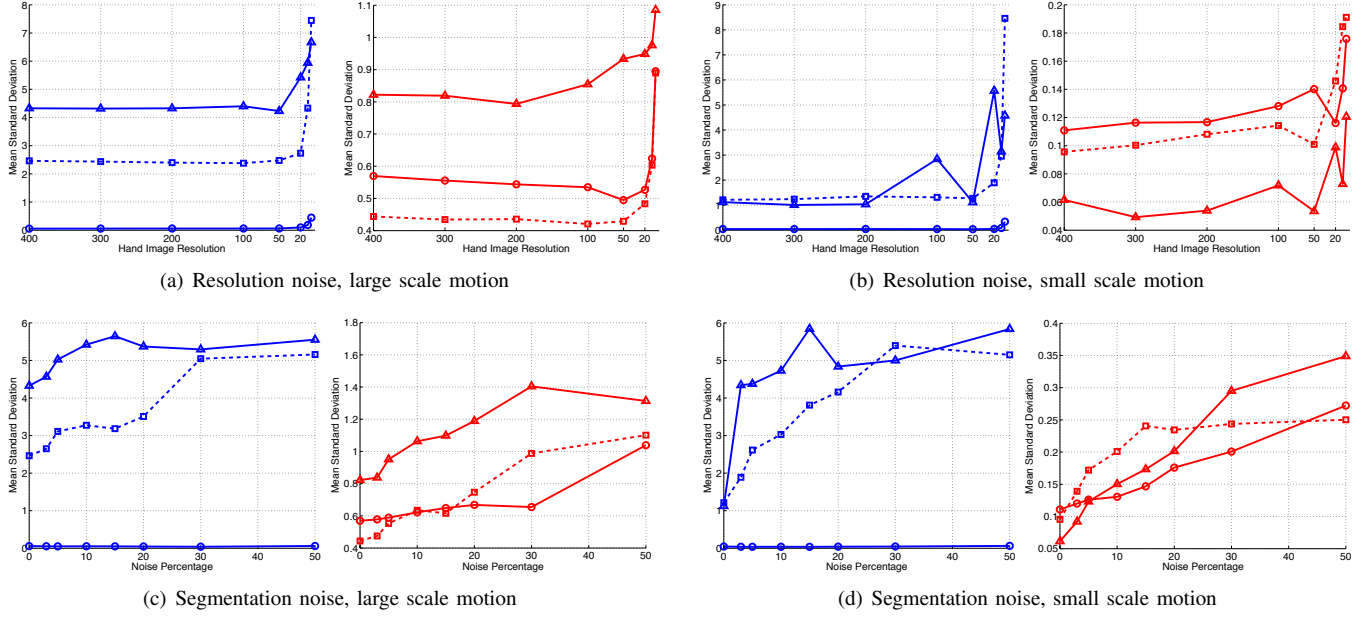 8
7
6
5
4
3
2
1
0
Mean Standard Deviation
400 300 200 100 50 20
Hand Image Resolution
1.1
1
0.9
0.8
0.7
0.6
0.5
0.4
Mean Standard Deviation
400 300 200 100 50 20
Hand Image Resolution
(a) Resolution noise, large scale motion
9
8
7
6
5
4
3
2
1
0
Mean Standard Deviation
400 300 200 100 50 20
Hand Image Resolution
0.2
0.18
0.16
0.14
0.12
0.1
0.08
0.06
0.04
Mean Standard Deviation
400 300 200 100 50 20
Hand Image Resolution
(b) Resolution noise, small scale motion
6
5
4
3
2
1
0
Mean Standard Deviation
0 10 20 30 40 50
Noise Percentage
1.8
1.6
1.4
1.2
1
0.8
0.6
0.4
Mean Standard Deviation
0 10 20 30 40 50
Noise Percentage
(c) Segmentation noise, large scale motion
6
5
4
3
2
1
0
Mean Standard Deviation
0 10 20 30 40 50
Noise Percentage
0.4
0.35
0.3
0.25
0.2
0.15
0.1
0.05
Mean Standard Deviation
0 10 20 30 40 50
Noise Percentage
(d) Segmentation noise, small scale motion